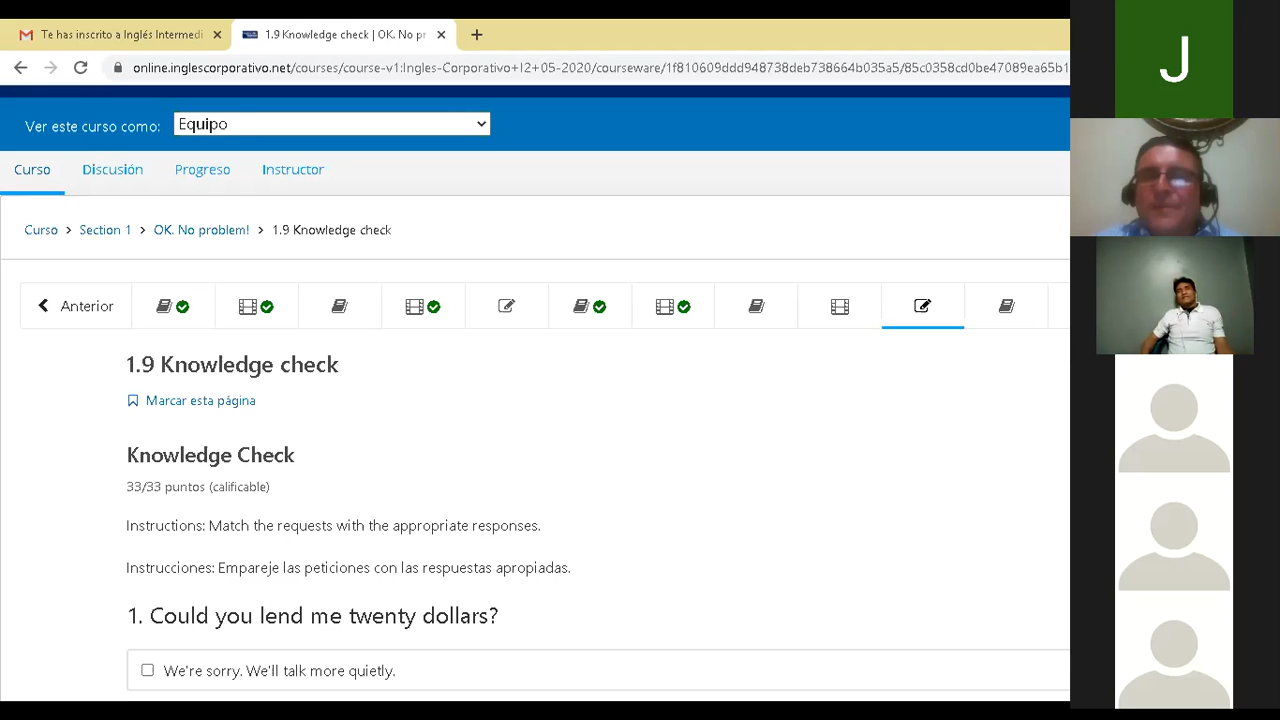 Te has inscrito a Inglés Intermedi
1.9 Knowledge check | OK. No pr
online.inglescorporativo.net/courses/course-v1:Ingles-Corporativo+I2+05-2020/courseware/1f810609ddd948738deb738664b035a5/85c0358cd0be47089ea65b1
Ver este curso como: Equipo
Curso Discusión Progreso Instructor
Curso > Section 1 > OK. No problem! > 1.9 Knowledge check
Anterior
1.9 Knowledge check
Marcar esta página
Knowledge Check
33/33 puntos (calificable)
Instructions: Match the requests with the appropriate responses.
Instrucciones: Empareje las peticiones con las respuestas apropiadas.
1. Could you lend me twenty dollars?
We're sorry. We'll talk more quietly.
J